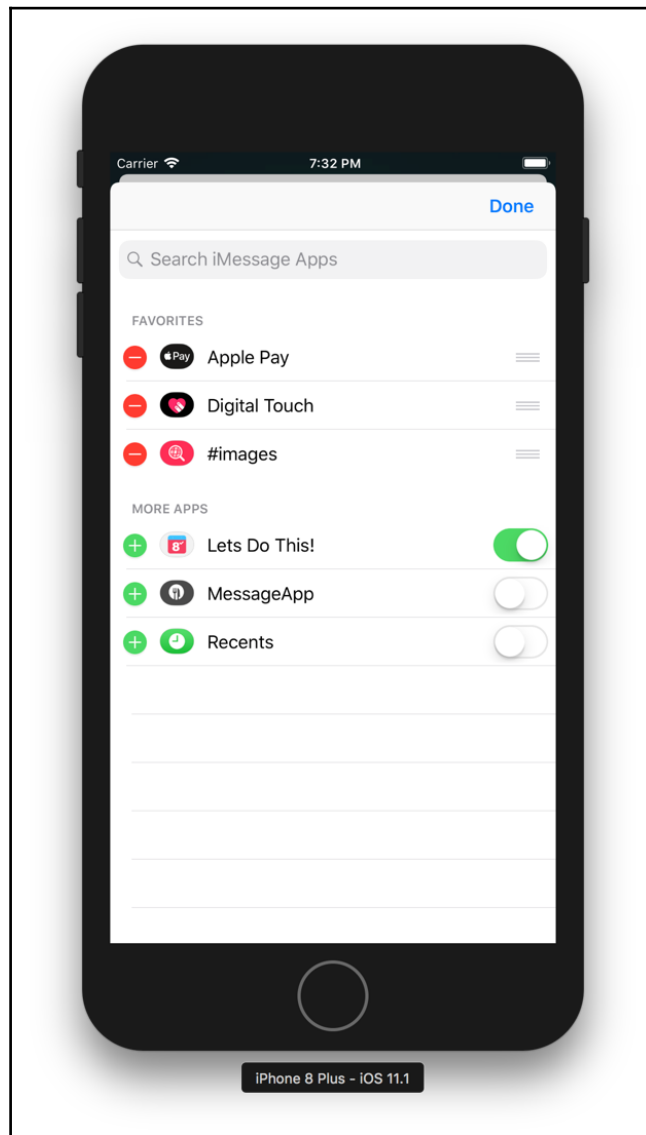 Carrier 7:32 PM
Done
Search iMessage Apps
FAVORITES
Pay Apple Pay
Digital Touch
#images
MORE APPS
8 Lets Do This!
MessageApp
Recents
iPhone 8 Plus - iOS 11.1